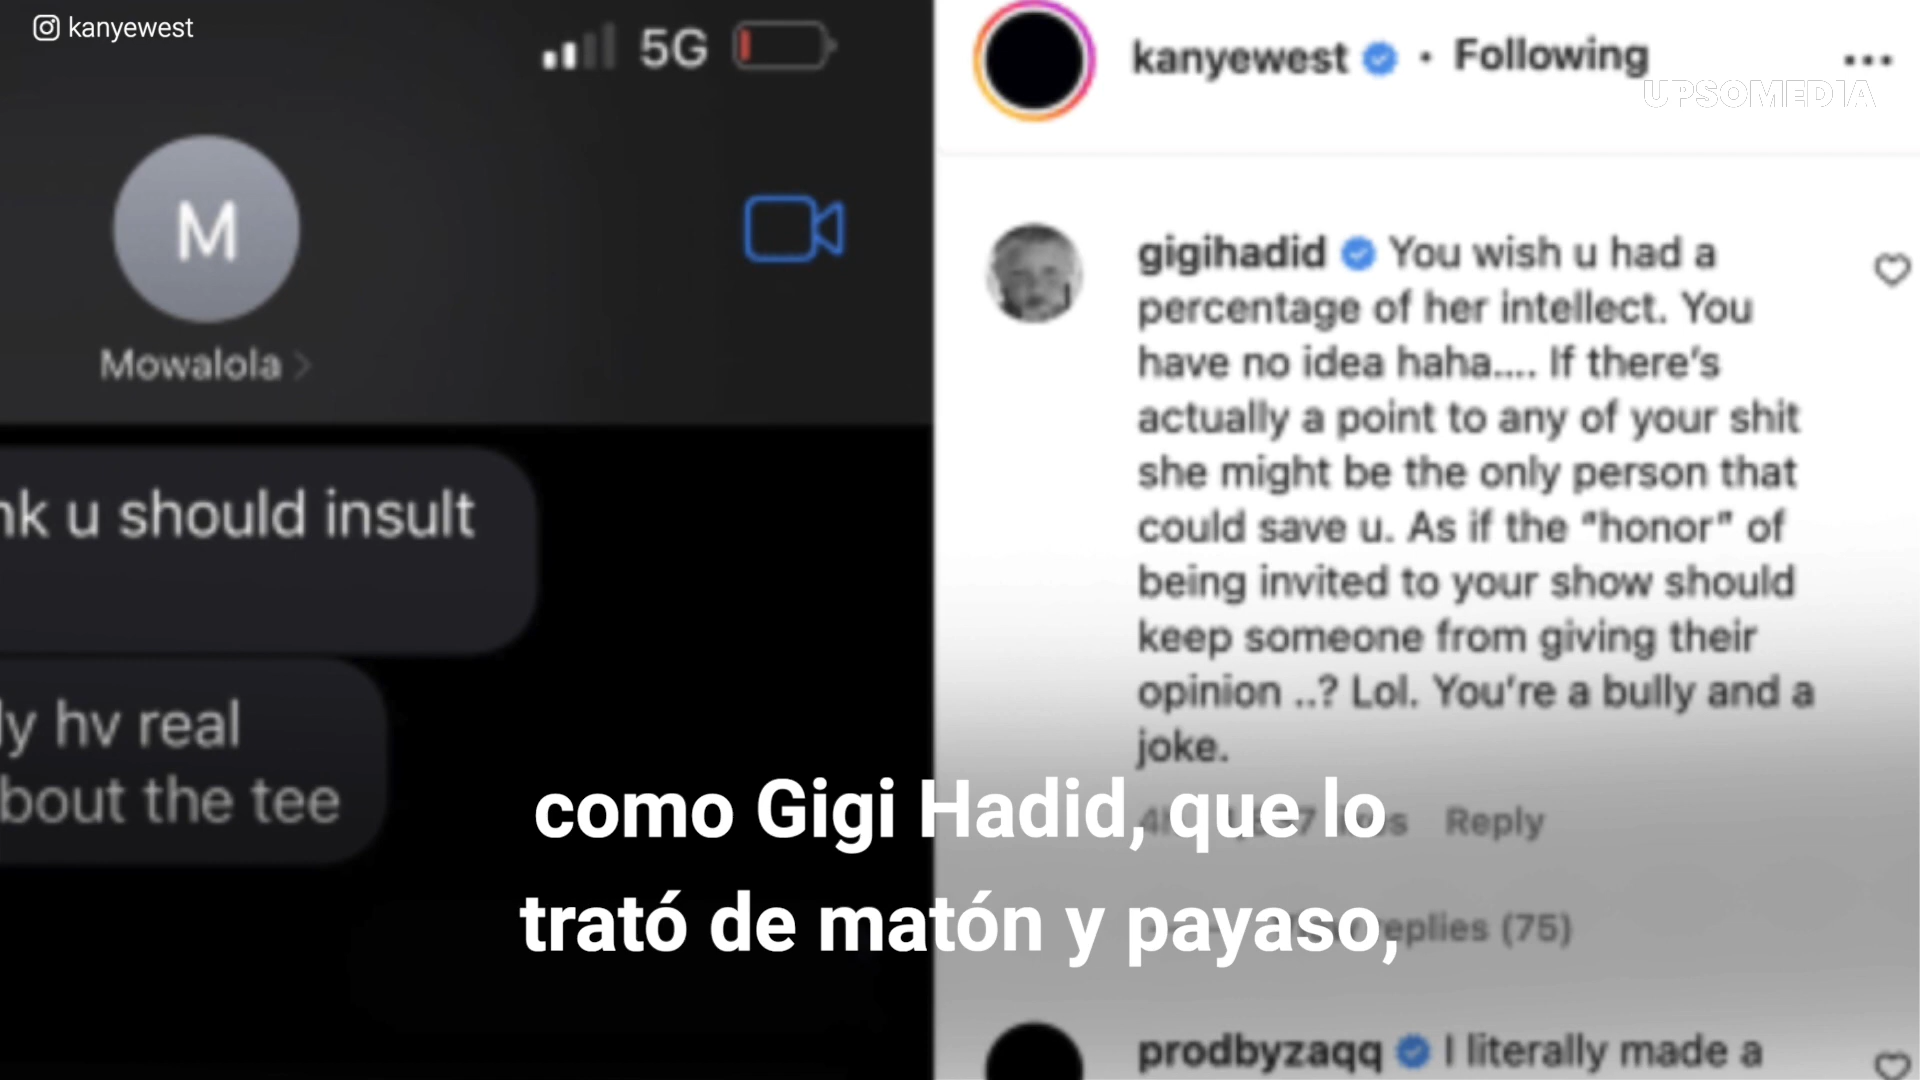 kanyewest
5G
M
Mowalola >
nk u should insult
ly hv real
bout the tee
kanyewest • Following
UPSOMEDIA
gigihadid You wish u had a
percentage of her intellect. You
have no idea haha.... If there's
actually a point to any of your shit
she might be the only person that
could save u. As if the "honor" of
being invited to your show should
keep someone from giving their
opinion ..? Lol. You're a bully and a
joke.
Reply
replies (75)
prodbyzaqq I literally made a
como Gigi Hadid, que lo
trató de matón y payaso,